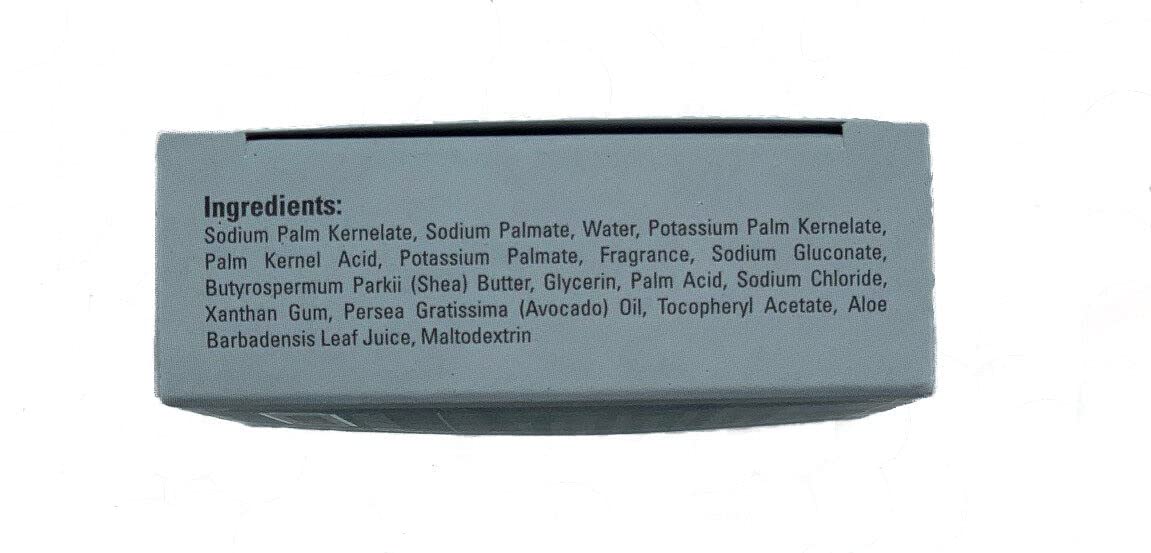 Ingredients:
Sodium Palm Kernelate, Sodium Palmate, Water, Potassium Palm Kernelate,
Palm Kernel Acid, Potassium Palmate, Fragrance, Sodium Gluconate,
Butyrospermum Parkii (Shea) Butter, Glycerin, Palm Acid, Sodium Chloride,
Xanthan Gum, Persea Gratissima (Avocado) Oil, Tocopheryl Acetate, Aloe
Barbadensis Leaf Juice, Maltodextrin